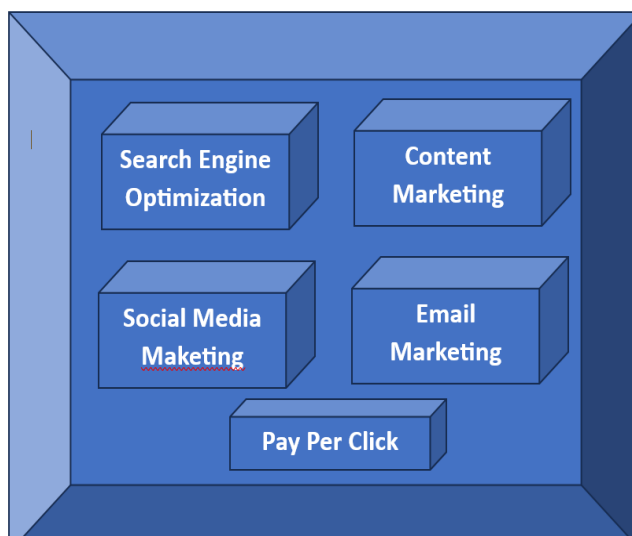 Search Engine
Optimization
Content
Marketing
Social Media
Maketing
Email
Marketing
Pay Per Click